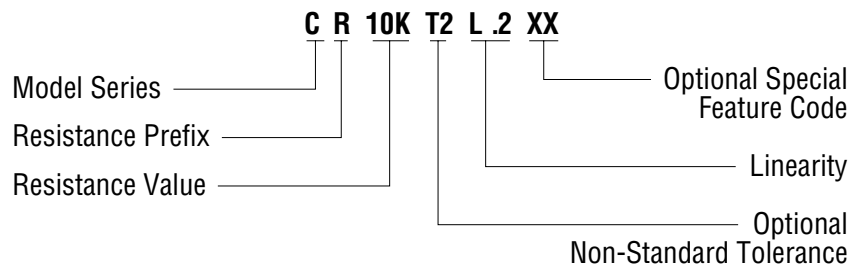 C R 10K T2 L .2 XX
Model Series
Resistance Prefix
Resistance Value
Optional Special
Feature Code
Linearity
Optional
Non-Standard Tolerance